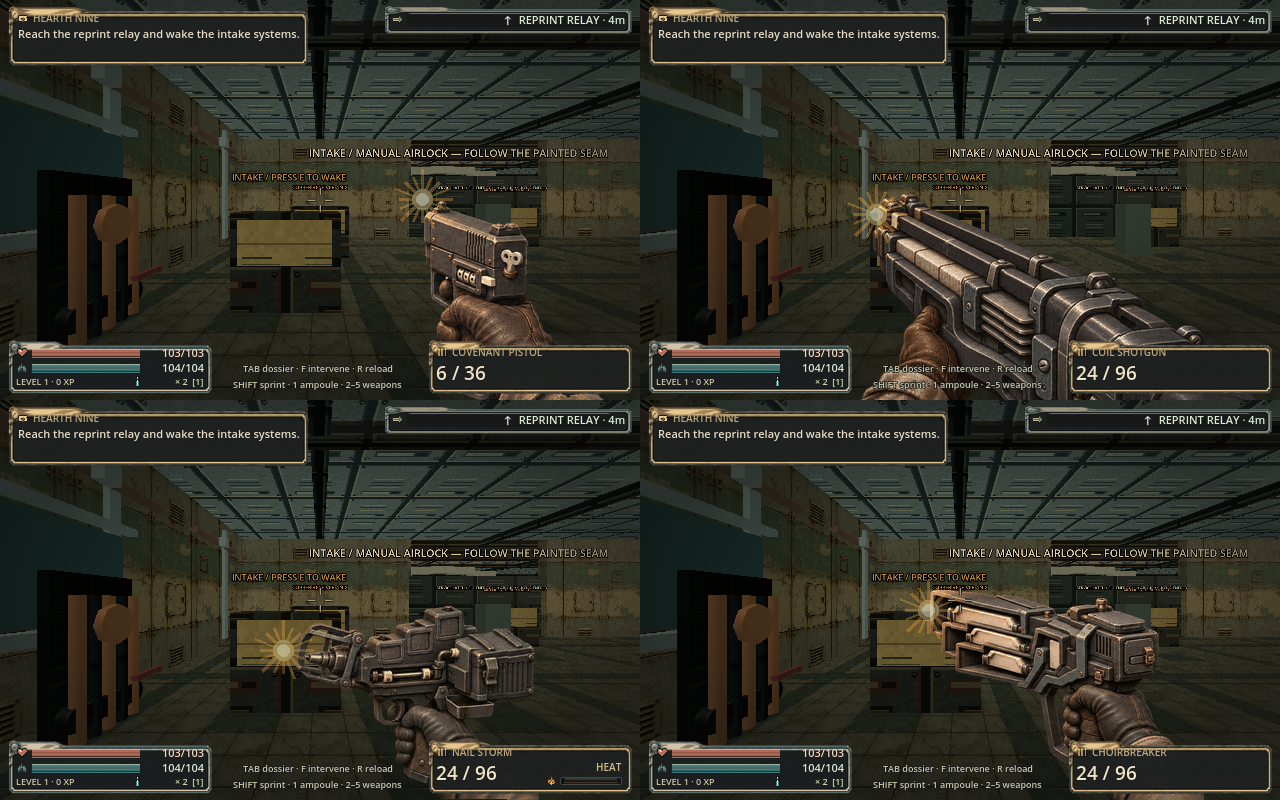 HEARTH NINE
Reach the reprint relay and wake the intake systems.
↑ REPRINT RELAY · 4m
INTAKE / MANUAL AIRLOCK — FOLLOW THE PAINTED SEAM
INTAKE / PRESS E TO WAKE
103/103
104/104
LEVEL 1 · 0 XP × 2 [1]
TAB dossier · F intervene · R reload
SHIFT sprint · 1 ampoule · 2–5 weapons
COVENANT PISTOL
6 / 36
HEARTH NINE
Reach the reprint relay and wake the intake systems.
↑ REPRINT RELAY · 4m
INTAKE / MANUAL AIRLOCK — FOLLOW THE PAINTED SEAM
INTAKE / PRESS E TO WAKE
103/103
104/104
LEVEL 1 · 0 XP × 2 [1]
TAB dossier · F intervene · R reload
SHIFT sprint · 1 ampoule · 2–5 weapons
COIL SHOTGUN
24 / 96
HEARTH NINE
Reach the reprint relay and wake the intake systems.
↑ REPRINT RELAY · 4m
INTAKE / MANUAL AIRLOCK — FOLLOW THE PAINTED SEAM
INTAKE / PRESS E TO WAKE
103/103
104/104
LEVEL 1 · 0 XP × 2 [1]
TAB dossier · F intervene · R reload
SHIFT sprint · 1 ampoule · 2–5 weapons
NAIL STORM
24 / 96
HEAT
HEARTH NINE
Reach the reprint relay and wake the intake systems.
↑ REPRINT RELAY · 4m
INTAKE / MANUAL AIRLOCK — FOLLOW THE PAINTED SEAM
INTAKE / PRESS E TO WAKE
103/103
104/104
LEVEL 1 · 0 XP × 2 [1]
TAB dossier · F intervene · R reload
SHIFT sprint · 1 ampoule · 2–5 weapons
CHOIRBREAKER
24 / 96